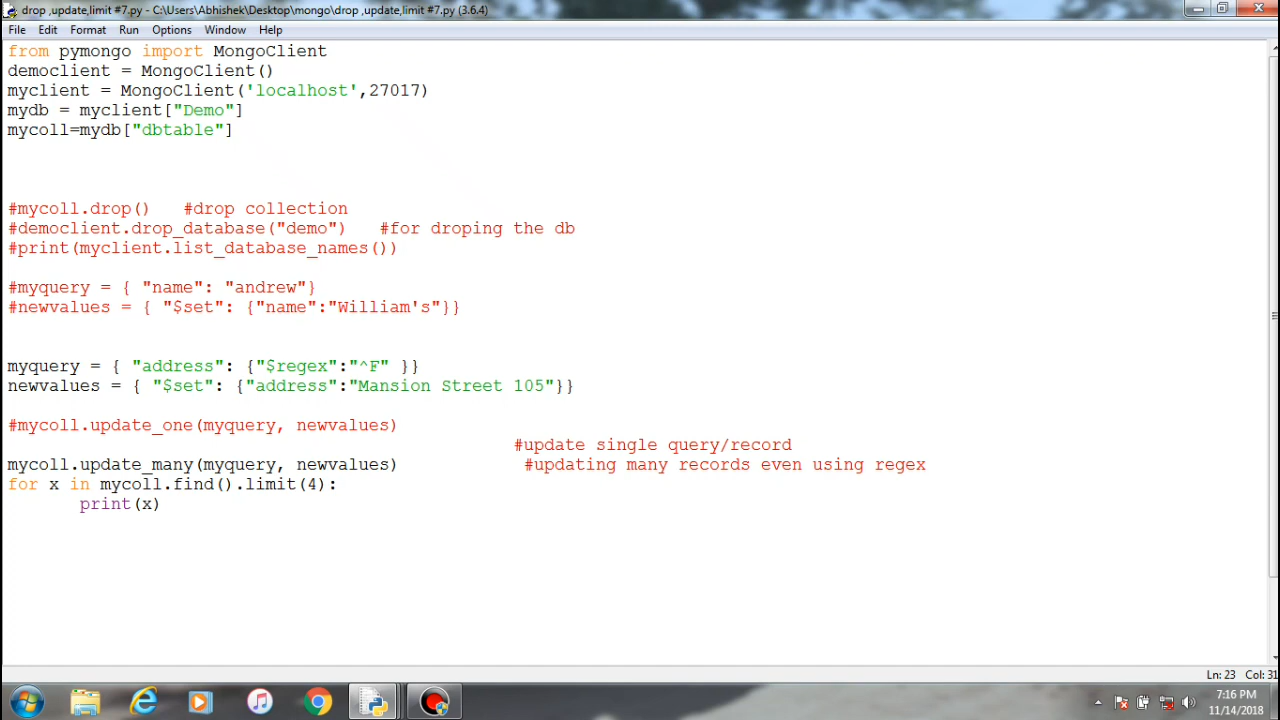 drop ,update,limit #7.py - C:\Users\Abhishek\Desktop\mongo\drop ,update,limit #7.py (3.6.4)
File Edit Format Run Options Window Help
from pymongo import MongoClient
democlient = MongoClient()
myclient = MongoClient('localhost',27017)
mydb = myclient["Demo"]
mycoll=mydb["dbtable"]
#mycoll.drop() #drop collection
#democlient.drop_database("demo") #for droping the db
#print(myclient.list_database_names())
#myquery = { "name": "andrew"}
#newvalues = { "$set": {"name":"William's"}}
myquery = { "address": {"$regex":"^F" }}
newvalues = { "$set": {"address":"Mansion Street 105"}}
#mycoll.update_one(myquery, newvalues)
#update single query/record
mycoll.update_many(myquery, newvalues) #updating many records even using regex
for x in mycoll.find().limit(4):
print(x)
Ln: 23 Col: 31
7:16 PM
11/14/2018